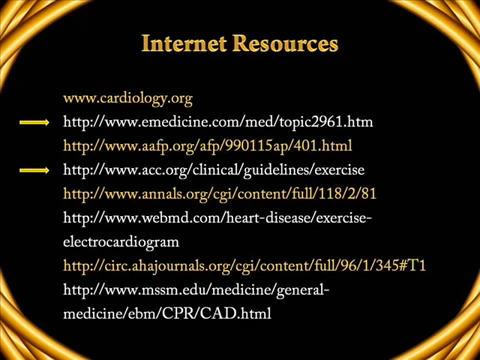 Internet Resources
www.cardiology.org
http://www.emedicine.com/med/topic2961.htm
http://www.aafp.org/afp/990115ap/401.html
http://www.acc.org/clinical/guidelines/exercise
http://www.annals.org/cgi/content/full/118/2/81
http://www.webmd.com/heart-disease/exercise-
electrocardiogram
http://circ.ahajournals.org/cgi/content/full/96/1/345#T1
http://www.mssm.edu/medicine/general-
medicine/ebm/CPR/CAD.html